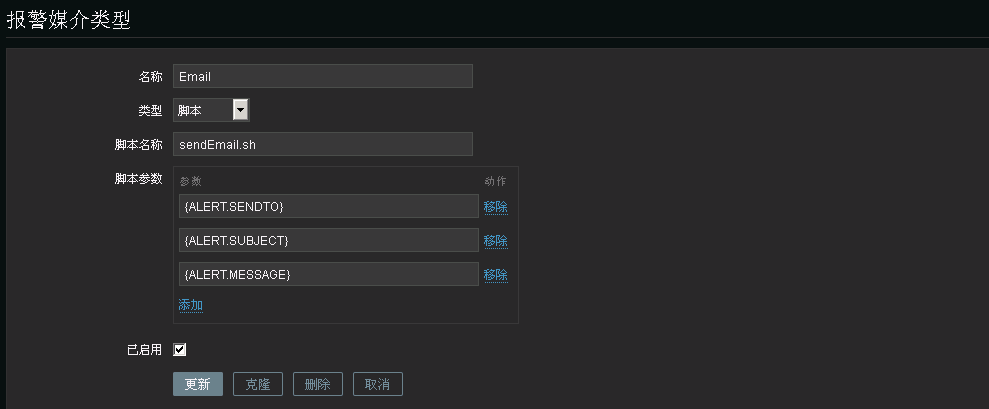 报警媒介类型
名称 Email
类型 脚本
脚本名称 sendEmail.sh
脚本参数 参数 动作
{ALERT.SENDTO} 移除
{ALERT.SUBJECT} 移除
{ALERT.MESSAGE} 移除
添加
已启用
更新 克隆 删除 取消